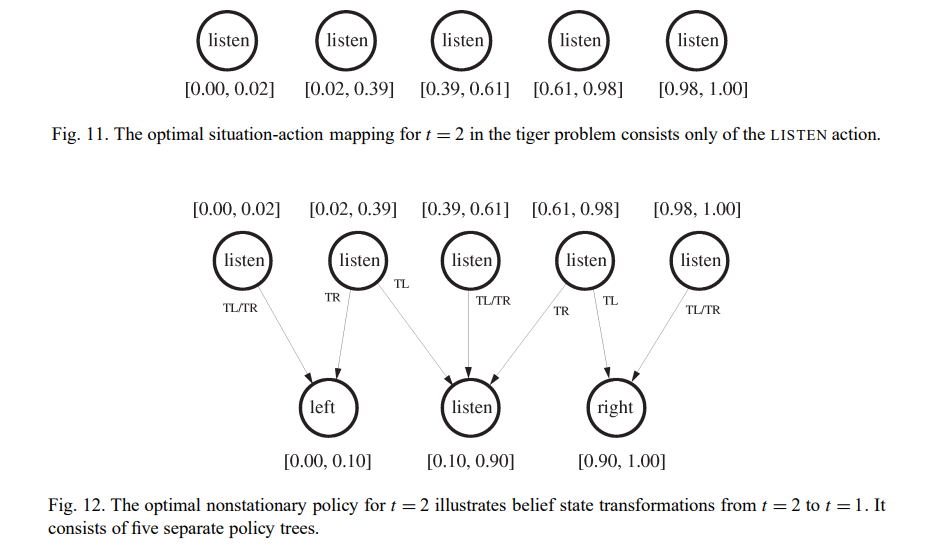 listen listen listen listen listen
[0.00, 0.02] [0.02, 0.39] [0.39, 0.61] [0.61, 0.98] [0.98, 1.00]
Fig. 11. The optimal situation-action mapping for t = 2 in the tiger problem consists only of the LISTEN action.
[0.00, 0.02] [0.02, 0.39] [0.39, 0.61] [0.61, 0.98] [0.98, 1.00]
listen listen listen listen listen
TL/TR TR TL TL/TR TR TL TL/TR
left listen right
[0.00, 0.10] [0.10, 0.90] [0.90, 1.00]
Fig. 12. The optimal nonstationary policy for t = 2 illustrates belief state transformations from t = 2 to t = 1. It
consists of five separate policy trees.